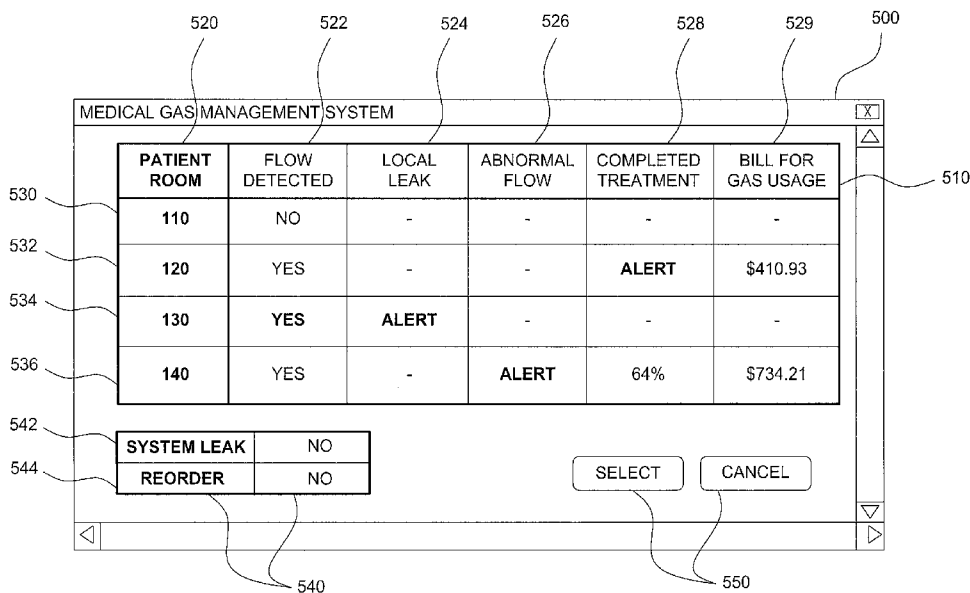 520 522 524 526 528 529 500
MEDICAL GAS MANAGEMENT SYSTEM X
PATIENT ROOM FLOW DETECTED LOCAL LEAK ABNORMAL FLOW COMPLETED TREATMENT BILL FOR GAS USAGE
510
530 110 NO - - - -
532 120 YES - - ALERT $410.93
534 130 YES ALERT - - -
536 140 YES - ALERT 64% $734.21
542 SYSTEM LEAK NO
544 REORDER NO
SELECT CANCEL
540 550